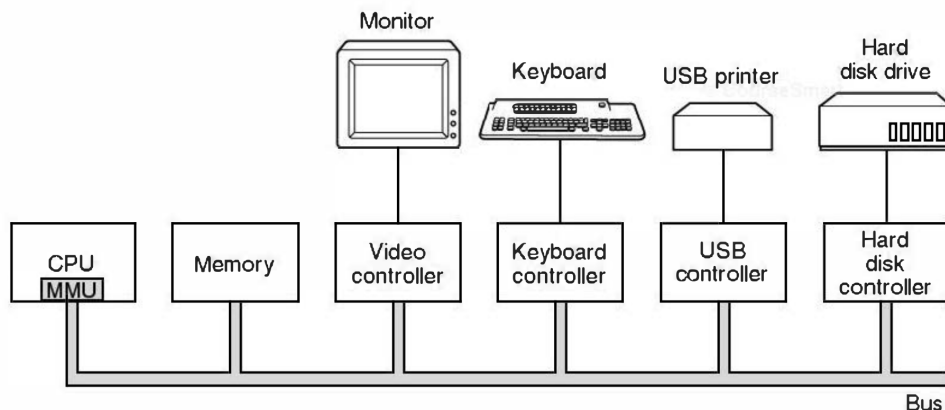 Monitor
Keyboard
USB printer
Hard
disk drive
CPU
MMU
Memory
Video
controller
Keyboard
controller
USB
controller
Hard
disk
controller
Bus